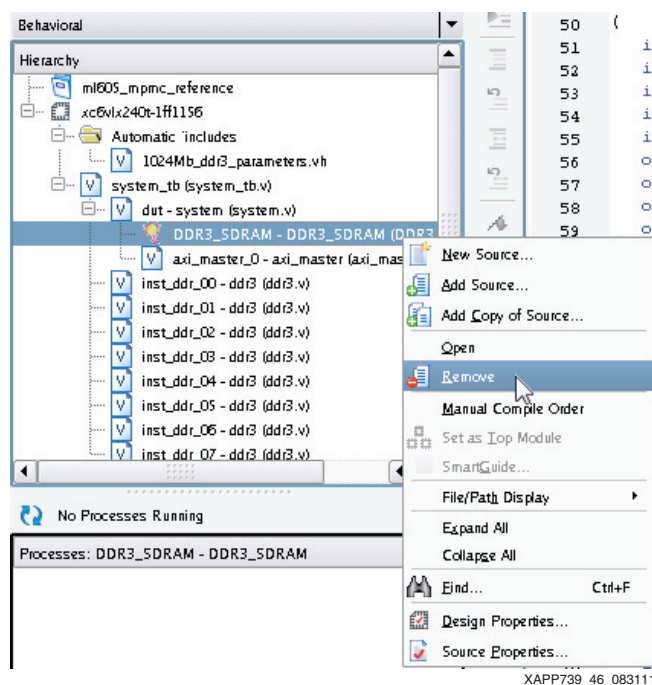 Behavioral
Hierarchy
ml605_mpmc_reference
xc6vlx240t-1ff1156
Automatic includes
1024Mb_ddr3_parameters.vh
system_tb (system_tb.v)
dut - system (system.v)
DDR3_SDRAM - DDR3_SDRAM (DDR3
axi_master_0 - axi_master (axi_mas
inst_ddr_00 - ddr3 (ddr3.v)
inst_ddr_01 - ddr3 (ddr3.v)
inst_ddr_02 - ddr3 (ddr3.v)
inst_ddr_03 - ddr3 (ddr3.v)
inst_ddr_04 - ddr3 (ddr3.v)
inst_ddr_05 - ddr3 (ddr3.v)
inst_ddr_06 - ddr3 (ddr3.v)
inst_ddr_07 - ddr3 (ddr3.v)
No Processes Running
Processes: DDR3_SDRAM - DDR3_SDRAM
50 (
51 i
52 i
53 i
54 i
55 i
56 o
57 o
58 o
59 o
New Source...
Add Source...
Add Copy of Source...
Open
Remove
Manual Compile Order
Set as Top Module
SmartGuide...
File/Path Display
Expand All
Collapse All
Find... Ctrl+F
Design Properties...
Source Properties...
XAPP739_46_083111